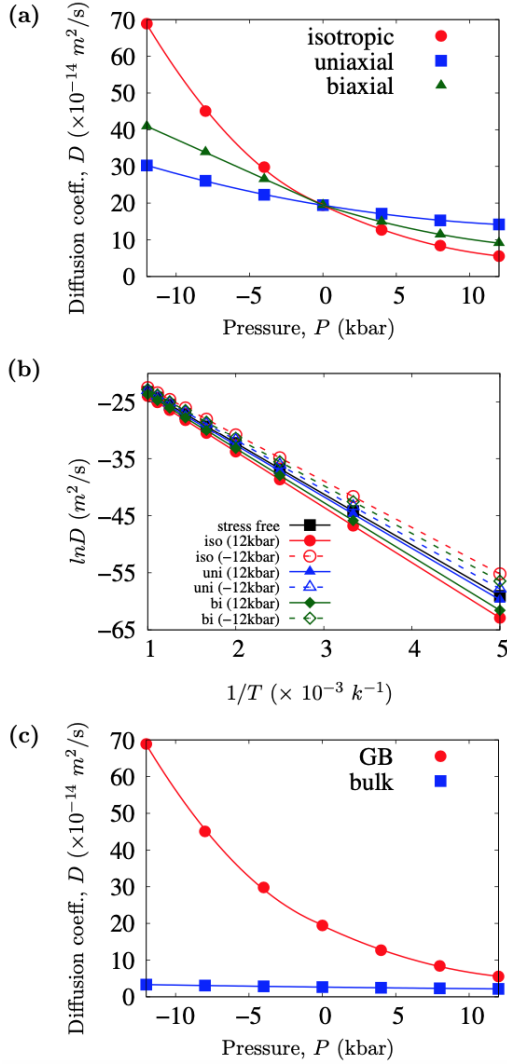 (a)
70
60
50
40
30
20
10
0
Diffusion coeff., D (×10⁻¹⁴ m²/s)
isotropic
uniaxial
biaxial
−10 −5 0 5 10
Pressure, P (kbar)
(b)
−25
−35
−45
−55
−65
lnD (m²/s)
stress free
iso (12kbar)
iso (−12kbar)
uni (12kbar)
uni (−12kbar)
bi (12kbar)
bi (−12kbar)
1 2 3 4 5
1/T (× 10⁻³ k⁻¹)
(c)
70
60
50
40
30
20
10
0
Diffusion coeff., D (×10⁻¹⁴ m²/s)
GB
bulk
−10 −5 0 5 10
Pressure, P (kbar)